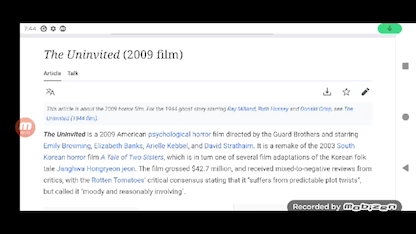 7:44
The Uninvited (2009 film)
Article Talk
This article is about the 2009 horror film. For the 1944 ghost story starring Ray Milland, Ruth Hussey and Donald Crisp, see The
Uninvited (1944 film).
The Uninvited is a 2009 American psychological horror film directed by the Guard Brothers and starring
Emily Browning, Elizabeth Banks, Arielle Kebbel, and David Strathairn. It is a remake of the 2003 South
Korean horror film A Tale of Two Sisters, which is in turn one of several film adaptations of the Korean folk
tale Janghwa Hongryeon jeon. The film grossed $42.7 million, and received mixed-to-negative reviews from
critics, with the Rotten Tomatoes' critical consensus stating that it "suffers from predictable plot twists",
but called it "moody and reasonably involving".
Recorded by Mobizen